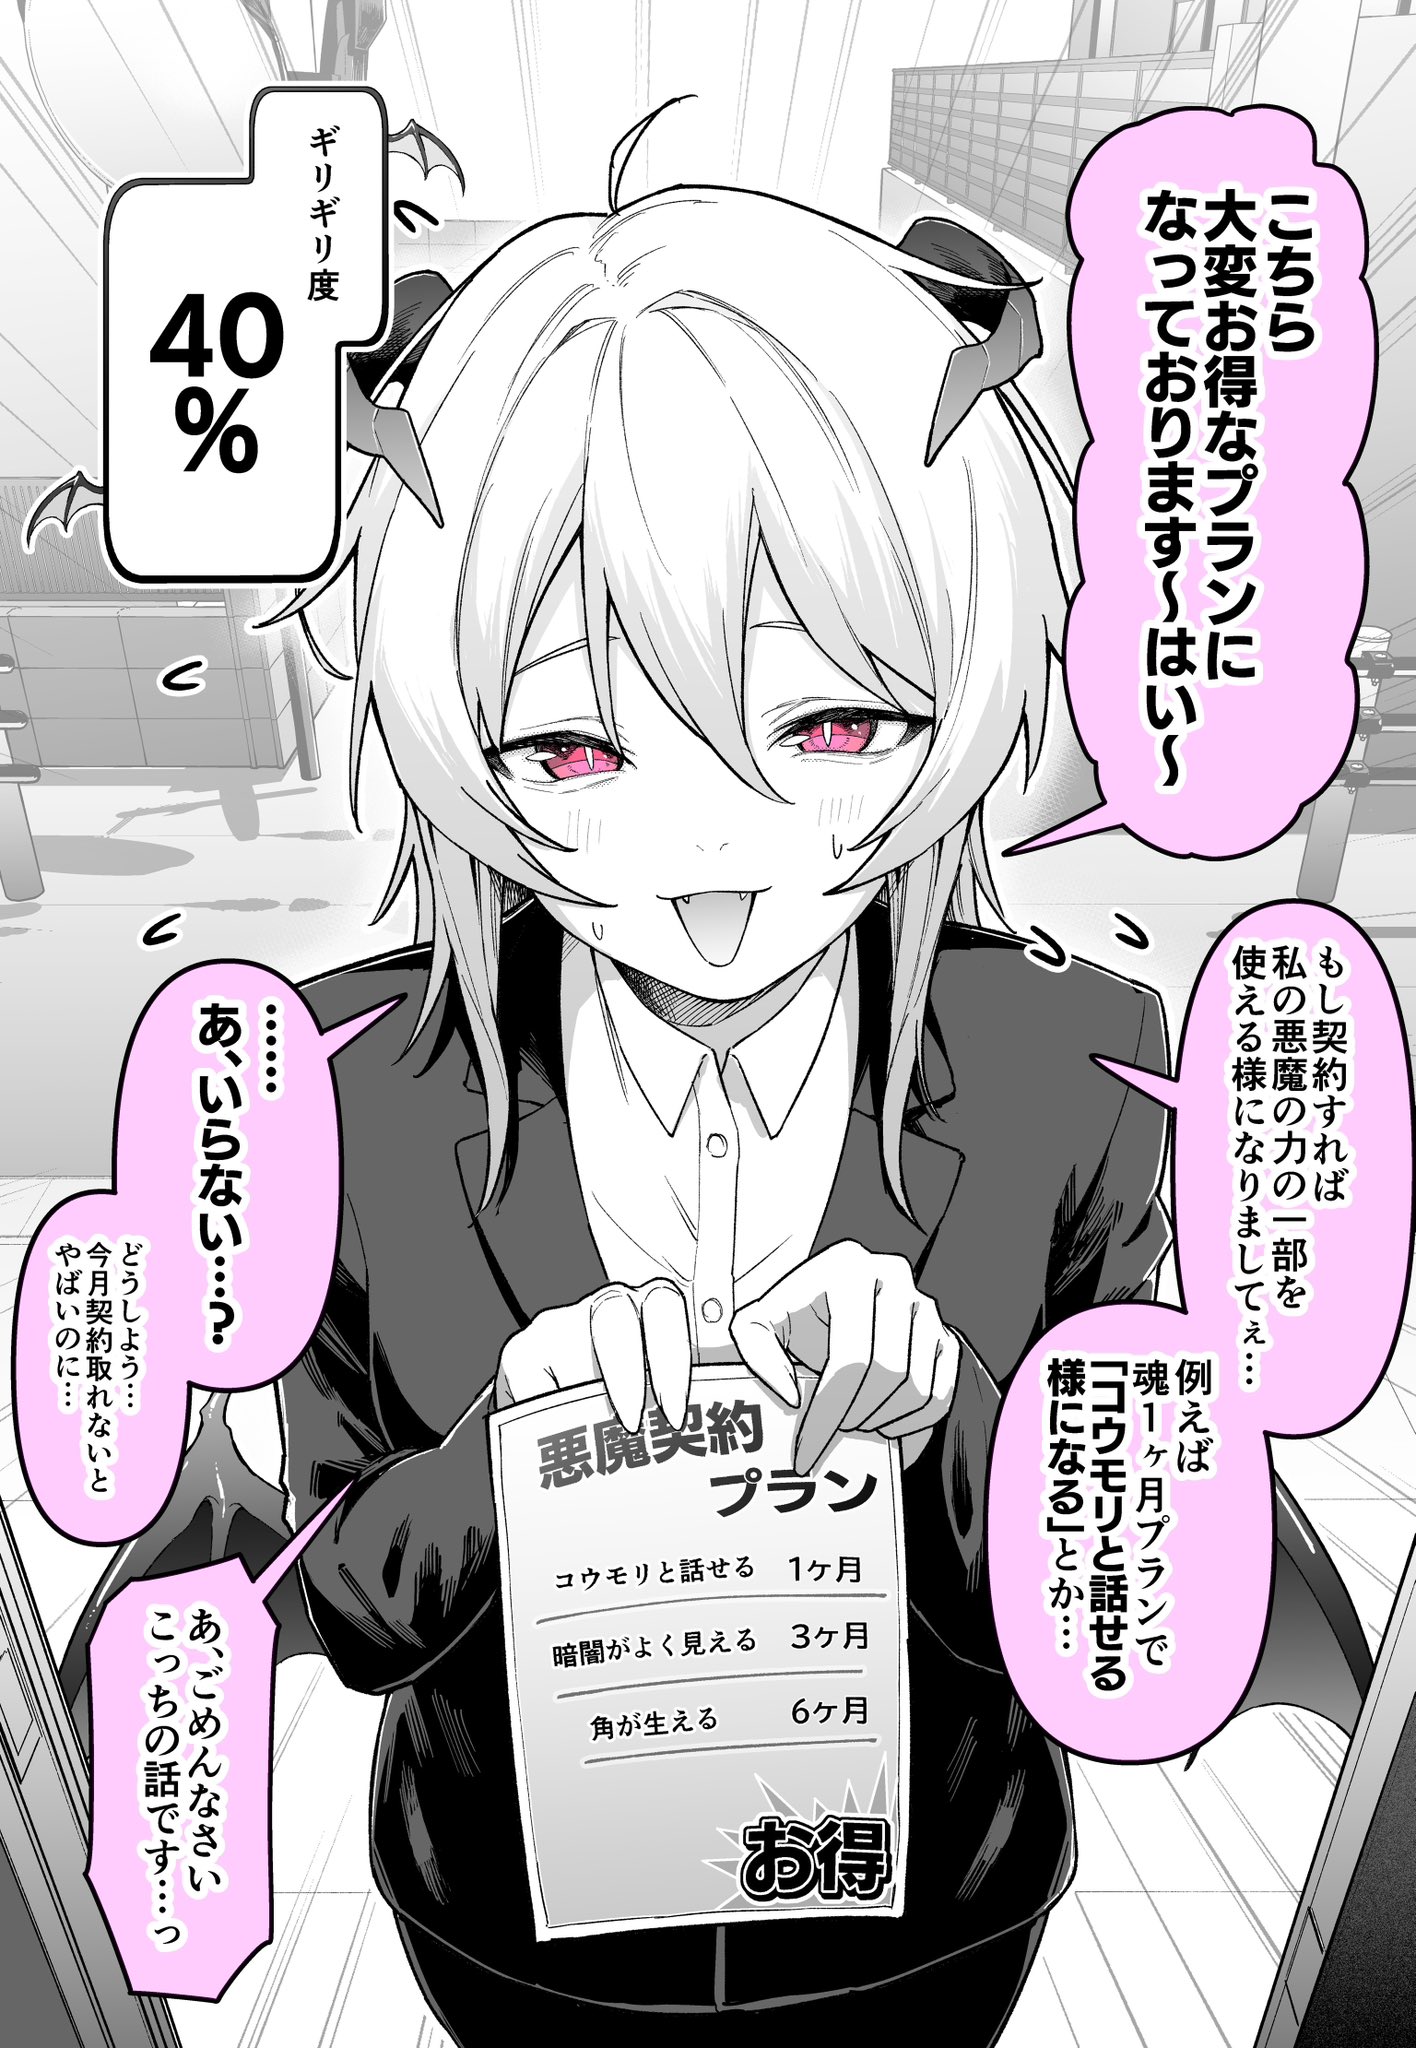 こちら
大変お得なプランに
なっております～はい～
もし契約すれば
私の悪魔の力の一部を
使える様になりましてぇ…
例えば
魂1ヶ月プランで
「コウモリと話せる
様になる」とか…
ギリギリ度
40
%
……
あ、いらない…?
どうしよう…
今月契約取れないと
やばいのに…
あ、ごめんなさい
こっちの話です…っ
悪魔契約
プラン
コウモリと話せる 1ヶ月
暗闇がよく見える 3ヶ月
角が生える 6ヶ月
お得